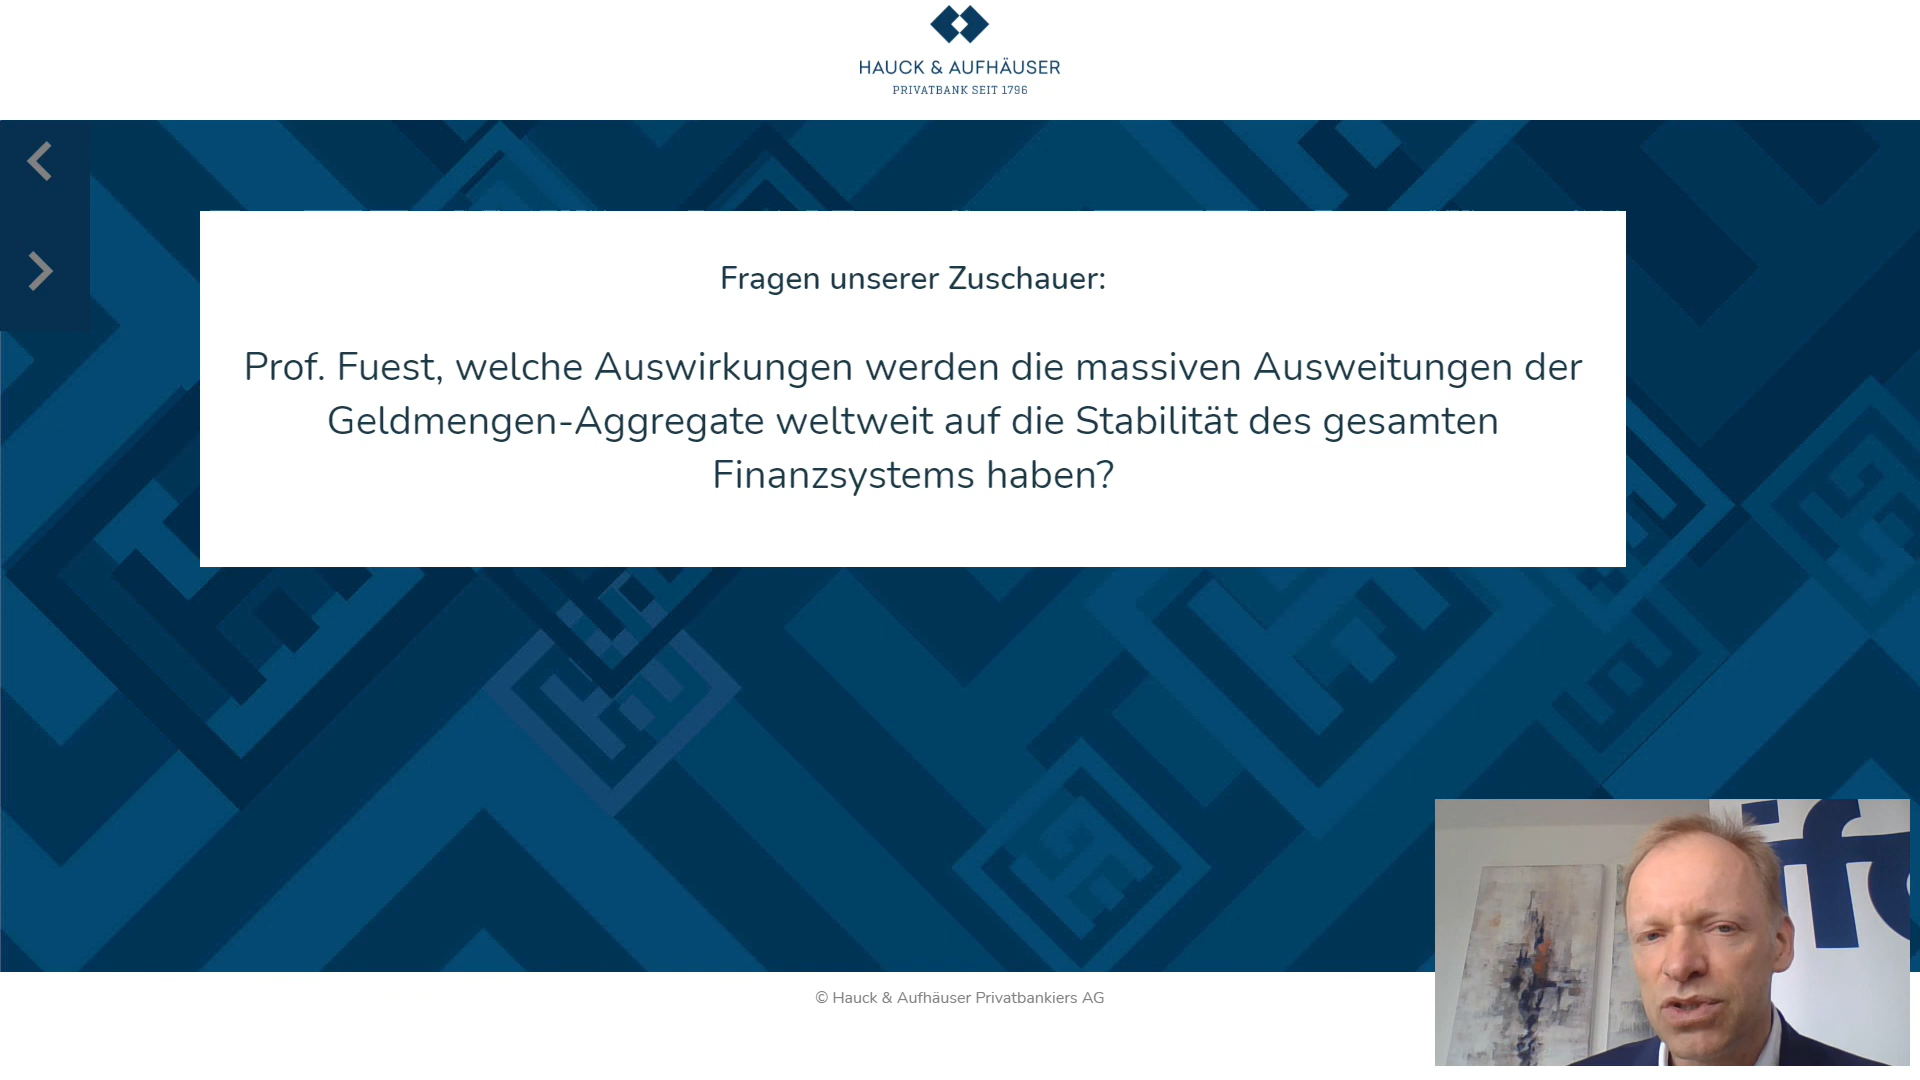 HAUCK & AUFHÄUSER
PRIVATBANK SEIT 1796
Fragen unserer Zuschauer:
Prof. Fuest, welche Auswirkungen werden die massiven Ausweitungen der
Geldmengen-Aggregate weltweit auf die Stabilität des gesamten
Finanzsystems haben?
ifo
© Hauck & Aufhäuser Privatbankiers AG